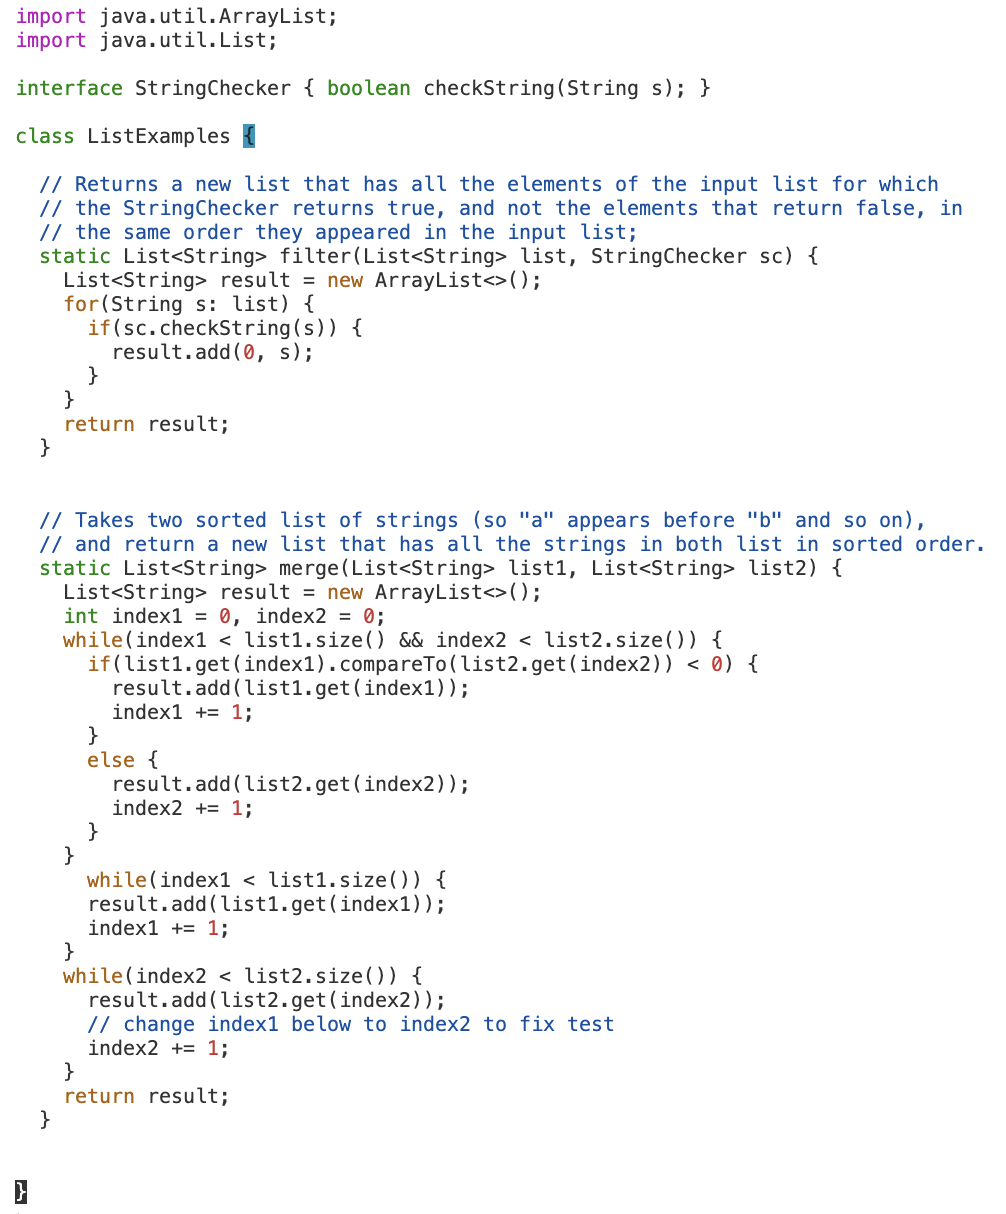 import java.util.ArrayList;
import java.util.List;

interface StringChecker { boolean checkString(String s); }

class ListExamples {

  // Returns a new list that has all the elements of the input list for which
  // the StringChecker returns true, and not the elements that return false, in
  // the same order they appeared in the input list;
  static List<String> filter(List<String> list, StringChecker sc) {
    List<String> result = new ArrayList<>();
    for(String s: list) {
      if(sc.checkString(s)) {
        result.add(0, s);
      }
    }
    return result;
  }


  // Takes two sorted list of strings (so "a" appears before "b" and so on),
  // and return a new list that has all the strings in both list in sorted order.
  static List<String> merge(List<String> list1, List<String> list2) {
    List<String> result = new ArrayList<>();
    int index1 = 0, index2 = 0;
    while(index1 < list1.size() && index2 < list2.size()) {
      if(list1.get(index1).compareTo(list2.get(index2)) < 0) {
        result.add(list1.get(index1));
        index1 += 1;
      }
      else {
        result.add(list2.get(index2));
        index2 += 1;
      }
    }
      while(index1 < list1.size()) {
      result.add(list1.get(index1));
      index1 += 1;
    }
    while(index2 < list2.size()) {
      result.add(list2.get(index2));
      // change index1 below to index2 to fix test
      index2 += 1;
    }
    return result;
  }


}